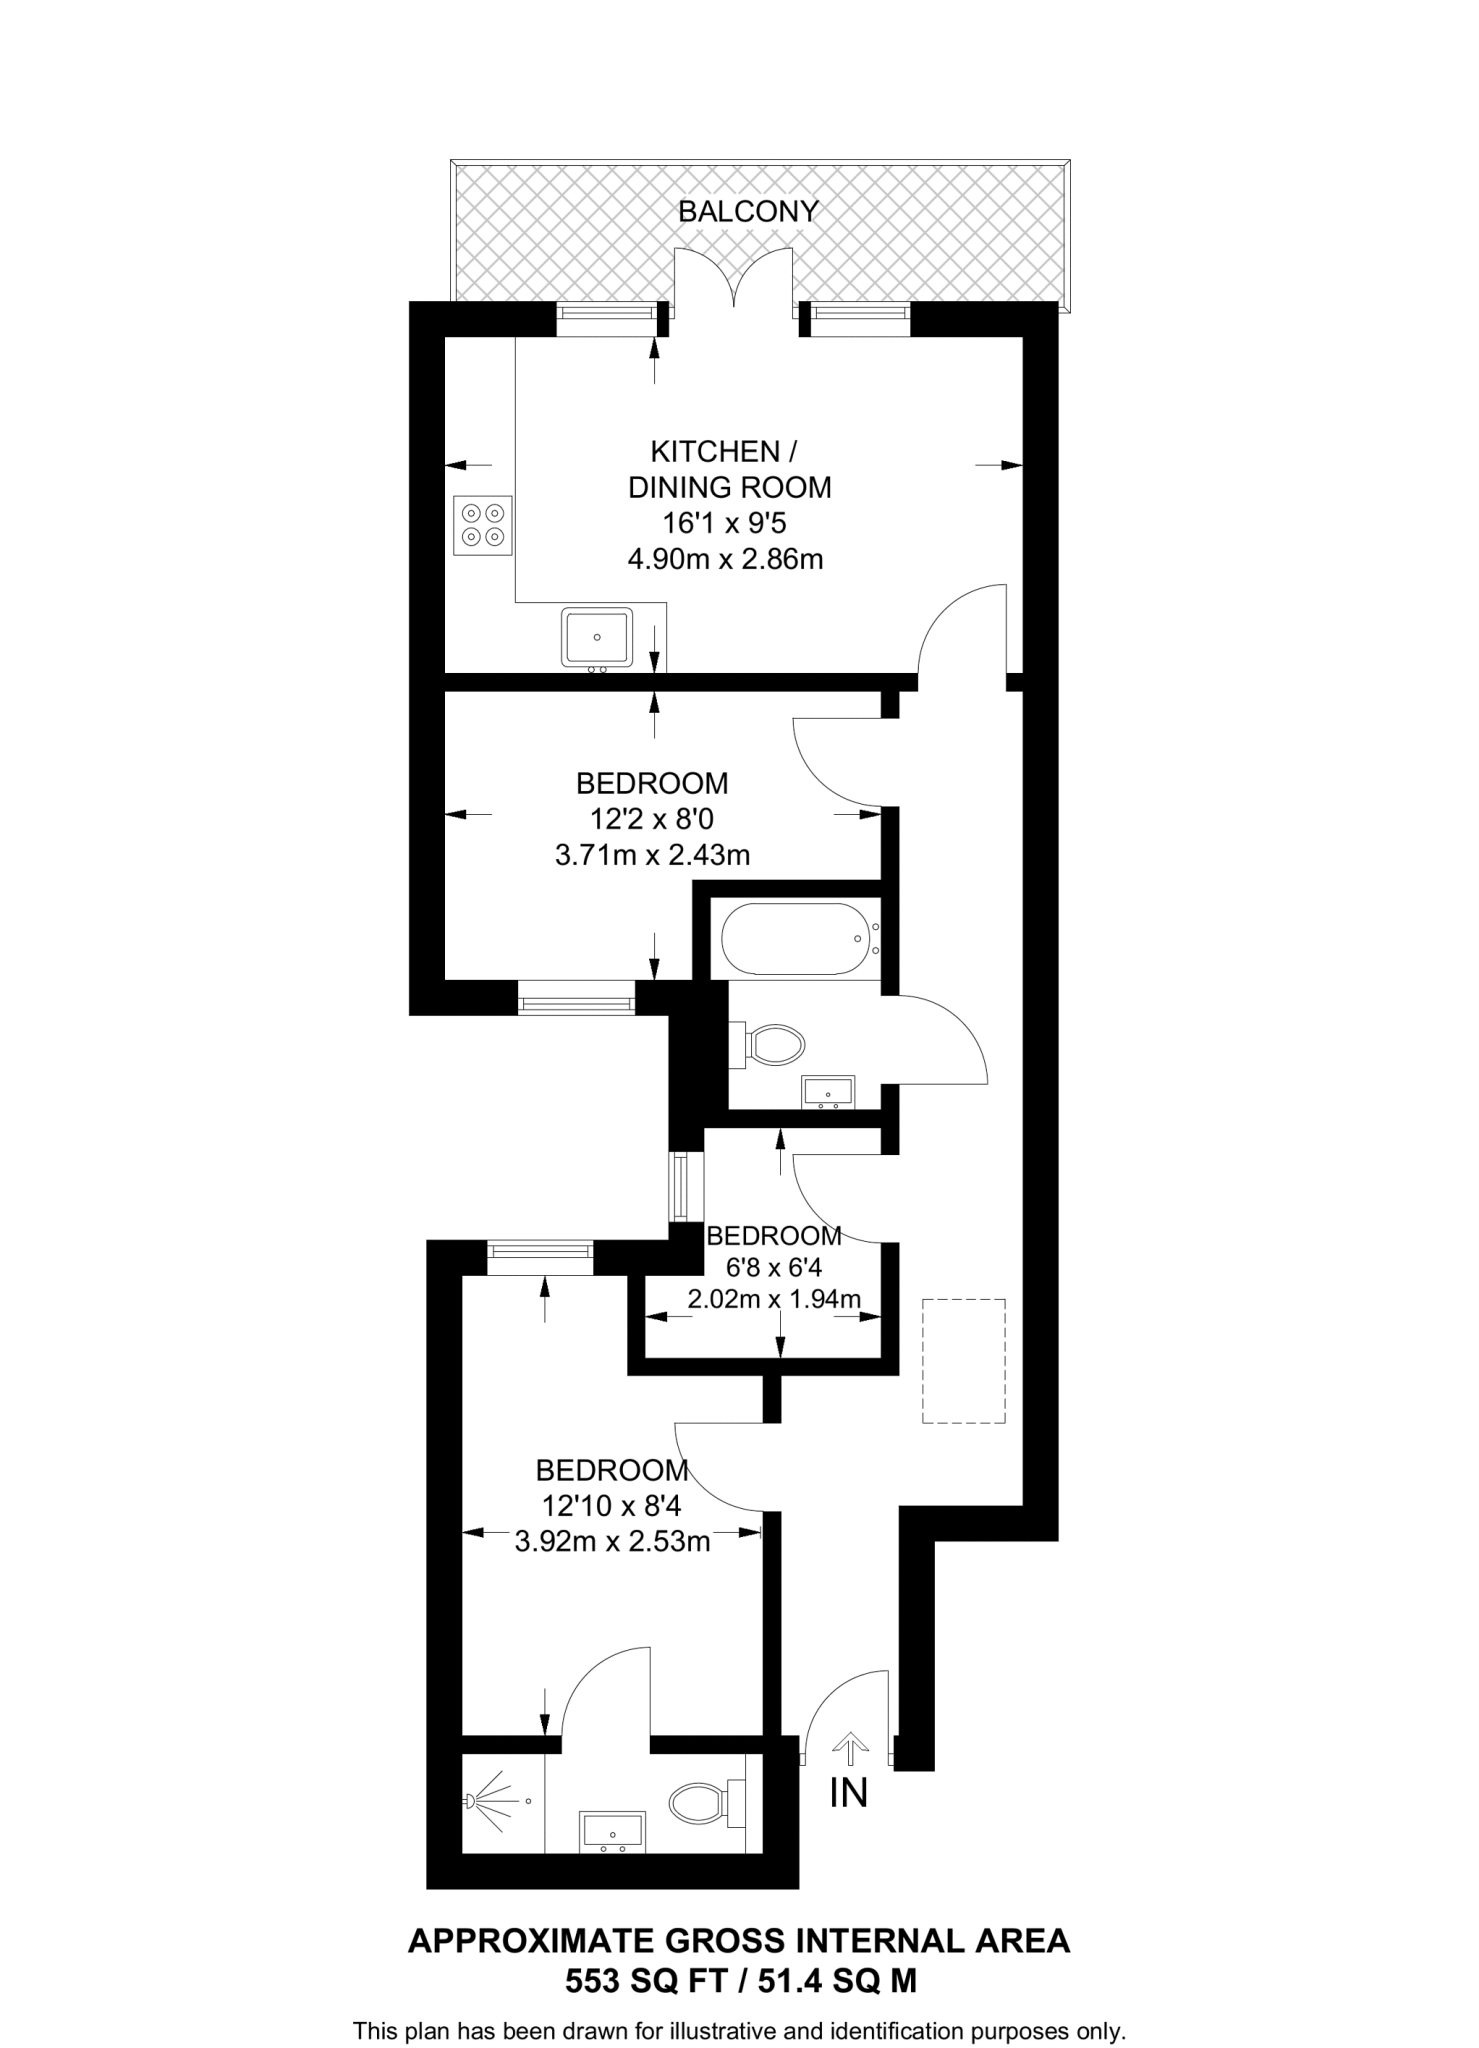 BALCONY
KITCHEN /
DINING ROOM
16'1 x 9'5
4.90m x 2.86m
BEDROOM
12'2 x 8'0
3.71m x 2.43m
BEDROOM
6'8 x 6'4
2.02m x 1.94m
BEDROOM
12'10 x 8'4
3.92m x 2.53m
IN
APPROXIMATE GROSS INTERNAL AREA
553 SQ FT / 51.4 SQ M
This plan has been drawn for illustrative and identification purposes only.